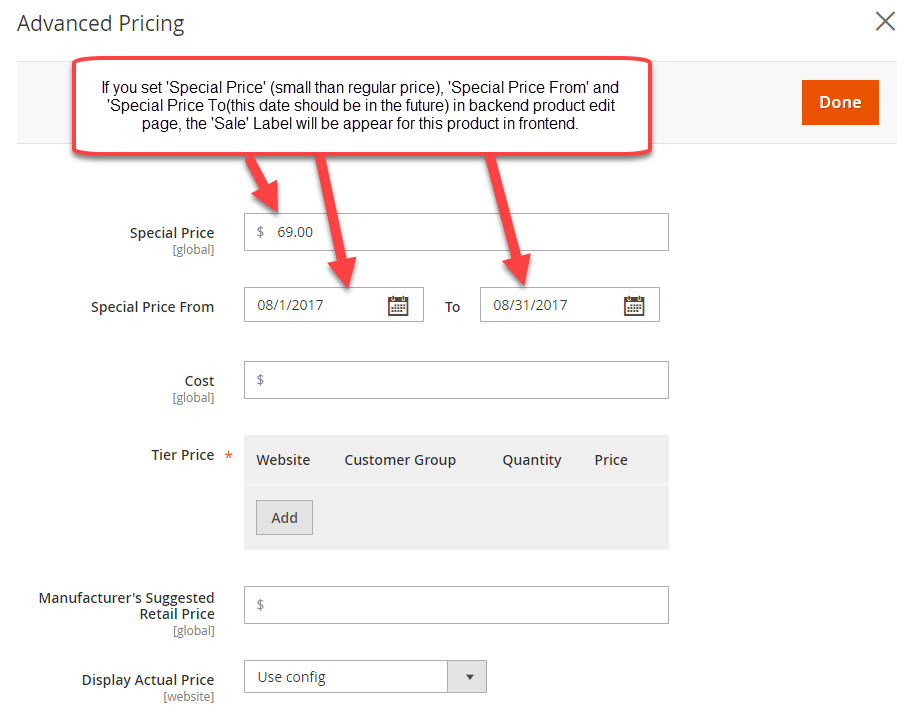 Advanced Pricing
If you set 'Special Price' (small than regular price), 'Special Price From' and
'Special Price To(this date should be in the future) in backend product edit
page, the 'Sale' Label will be appear for this product in frontend.
Done
Special Price
[global]
$ 69.00
Special Price From
08/1/2017
To
08/31/2017
Cost
[global]
$
Tier Price *
Website Customer Group Quantity Price
Add
Manufacturer's Suggested
Retail Price
[global]
$
Display Actual Price
[website]
Use config